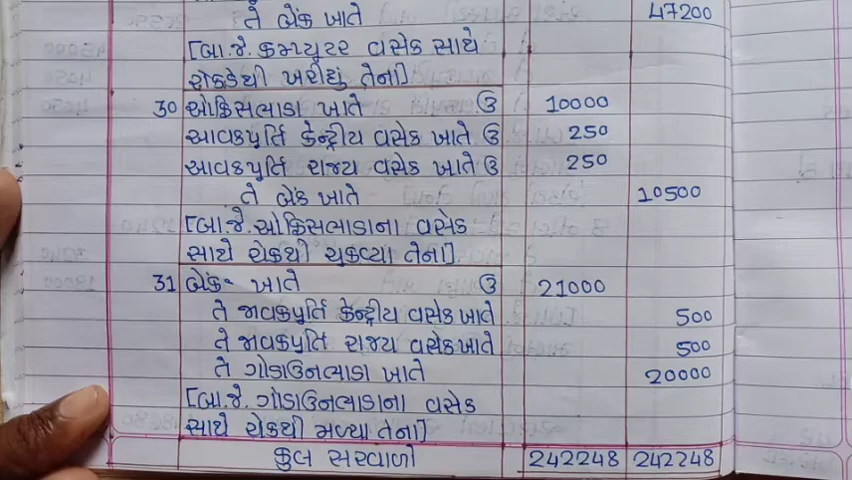 તે બેંક ખાતે 47200
[બા.જે. કમ્પ્યુટર વસેક સાથે
રોકડેથી ખરીદ્યું તેના]
30 ઓફિસભાડા ખાતે ઉ 10000
આવકપૂર્તિ કેન્દ્રીય વસેક ખાતે ઉ 250
આવકપૂર્તિ રાજ્ય વસેક ખાતે ઉ 250
તે બેંક ખાતે 10500
[બા.જે. ઓફિસભાડાના વસેક
સાથે ચેકથી ચુકવ્યા તેના]
31 બેંક ખાતે ઉ 21000
તે જાવકપૂર્તિ કેન્દ્રીય વસેક ખાતે 500
તે જાવકપૂર્તિ રાજ્ય વસેક ખાતે 500
તે ગોડાઉનભાડા ખાતે 20000
[બા.જે. ગોડાઉનભાડાના વસેક
સાથે ચેકથી મળ્યા તેના]
કુલ સરવાળો 242248 242248